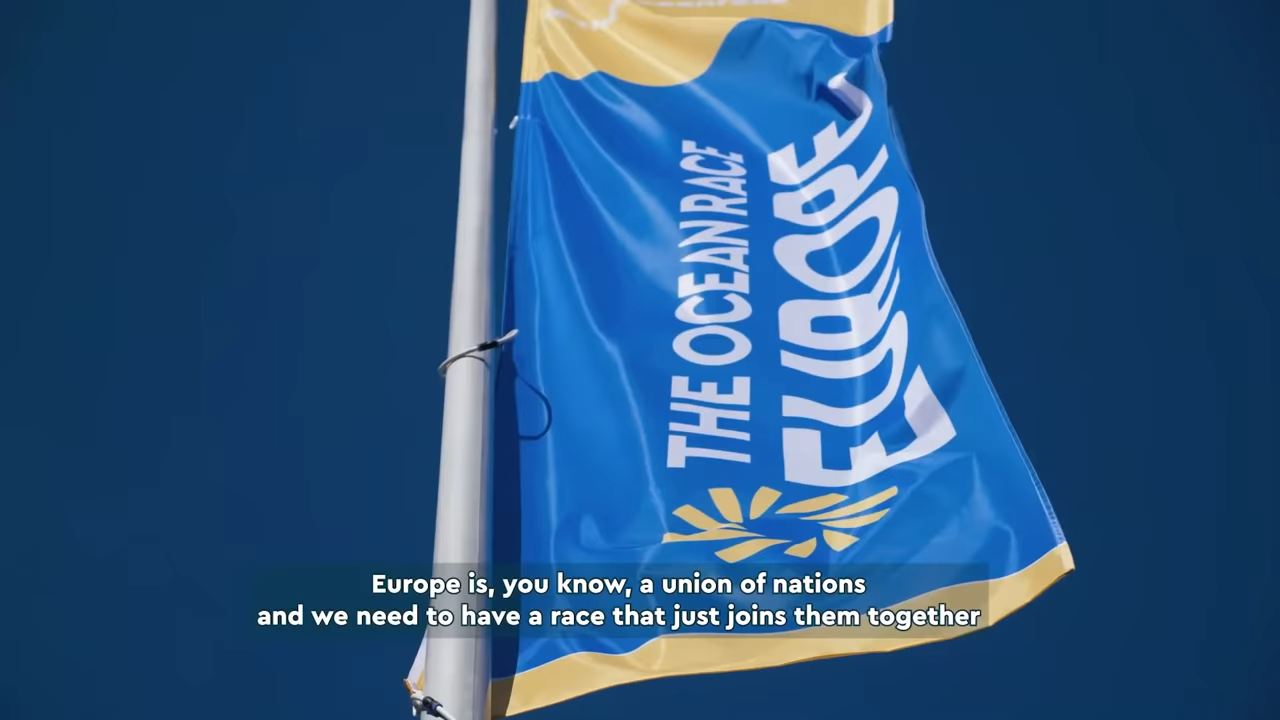 THE OCEAN RACE
EUROPE
Europe is, you know, a union of nations
and we need to have a race that just joins them together